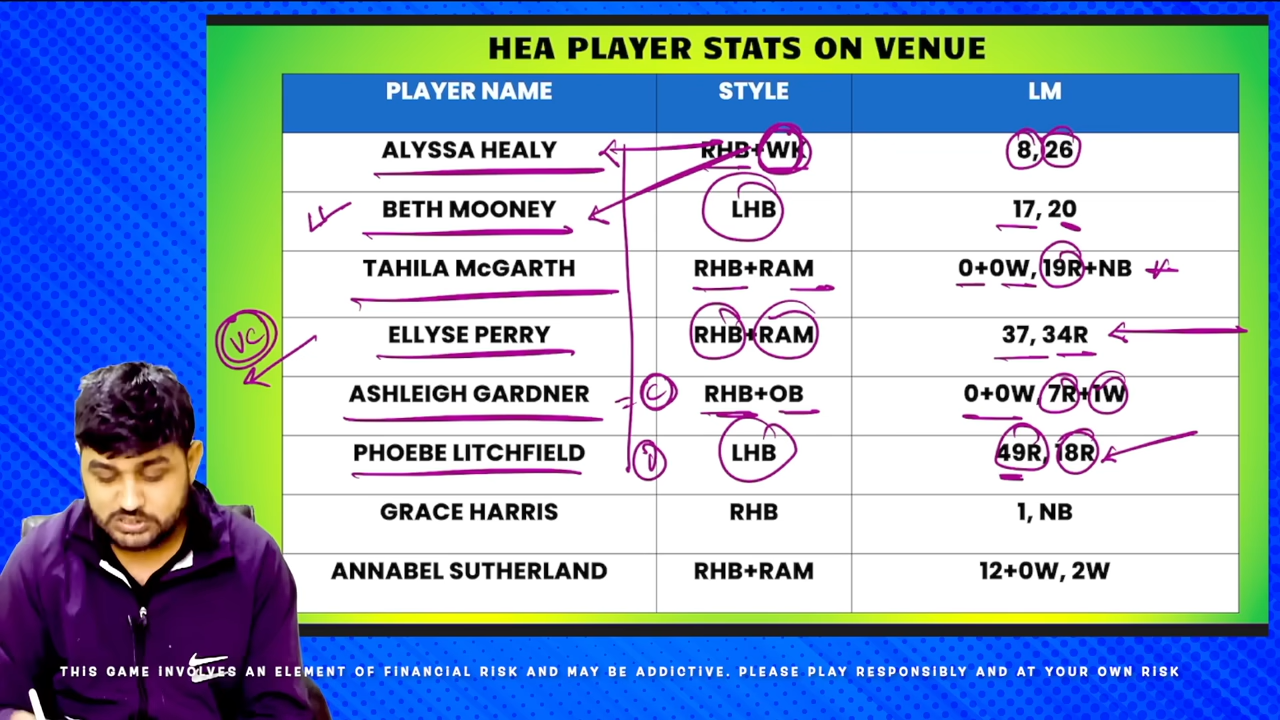 HEA PLAYER STATS ON VENUE
PLAYER NAME STYLE LM
ALYSSA HEALY RHB+WK 8, 26
BETH MOONEY LHB 17, 20
TAHILA McGARTH RHB+RAM 0+0W, 19R+NB
VC ELLYSE PERRY RHB+RAM 37, 34R
ASHLEIGH GARDNER C RHB+OB 0+0W, 7R+1W
PHOEBE LITCHFIELD LHB 49R, 18R
GRACE HARRIS RHB 1, NB
ANNABEL SUTHERLAND RHB+RAM 12+0W, 2W
THIS GAME INVOLVES AN ELEMENT OF FINANCIAL RISK AND MAY BE ADDICTIVE. PLEASE PLAY RESPONSIBLY AND AT YOUR OWN RISK